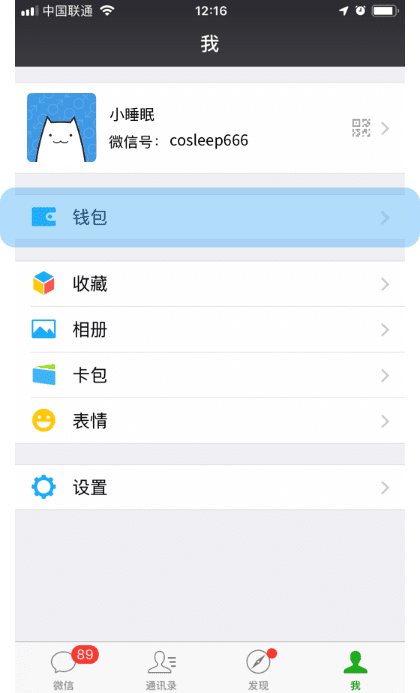 中国联通 12:16
我
小睡眠
微信号：cosleep666
钱包
收藏
相册
卡包
表情
设置
89
微信 通讯录 发现 我